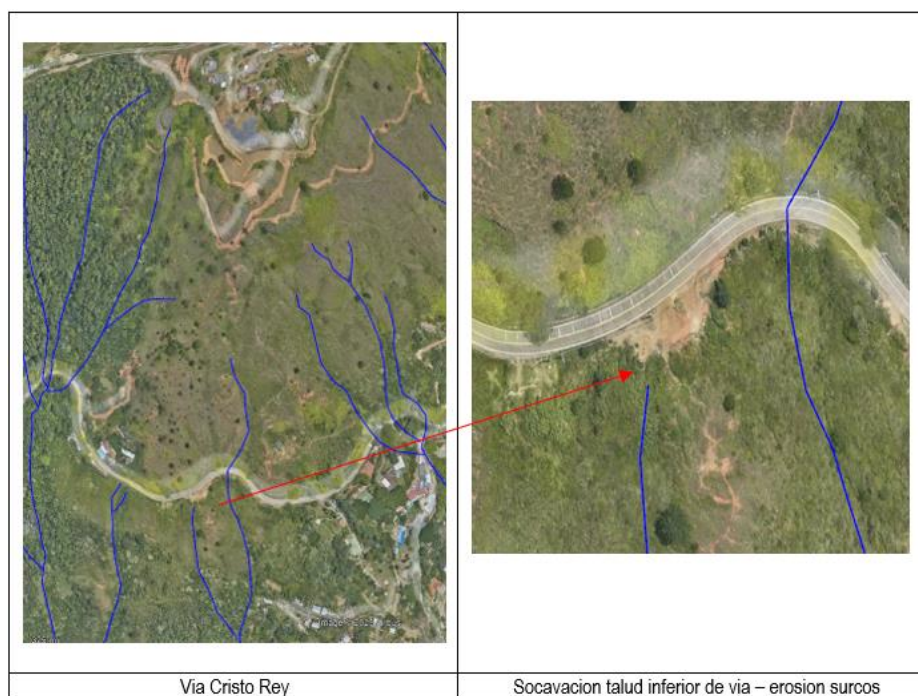 Via Cristo Rey
Socavacion talud inferior de via – erosion surcos